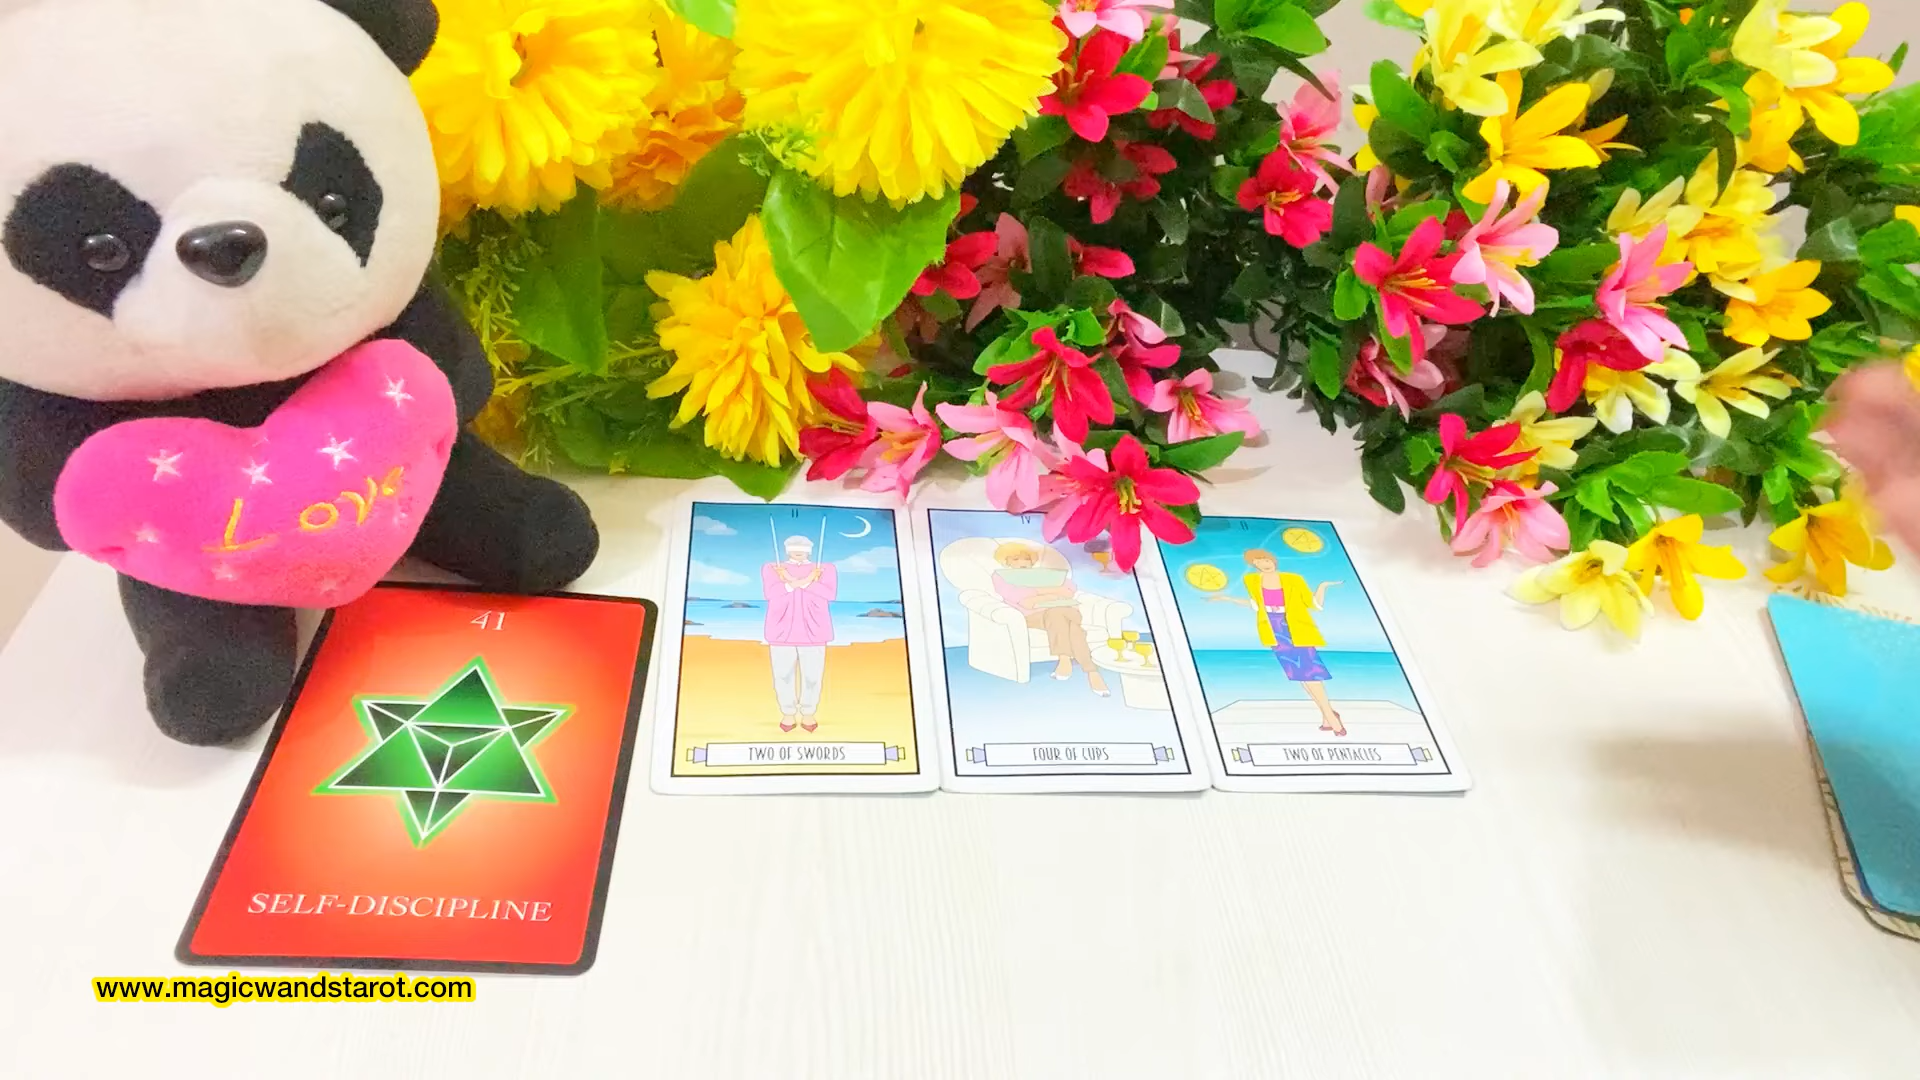 Love
II
IV
II
TWO OF SWORDS
FOUR OF CUPS
TWO OF PENTACLES
41
SELF-DISCIPLINE
www.magicwandstarot.com